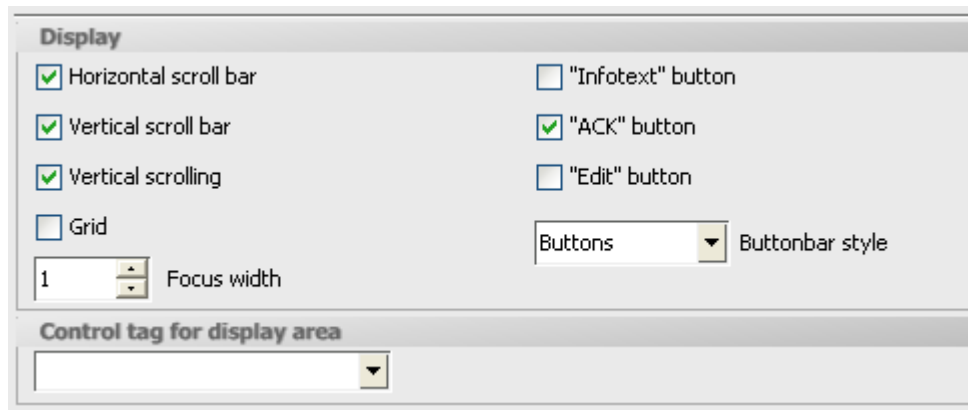 Display
Horizontal scroll bar
"Infotext" button
Vertical scroll bar
"ACK" button
Vertical scrolling
"Edit" button
Grid
Buttons
Buttonbar style
1
Focus width
Control tag for display area